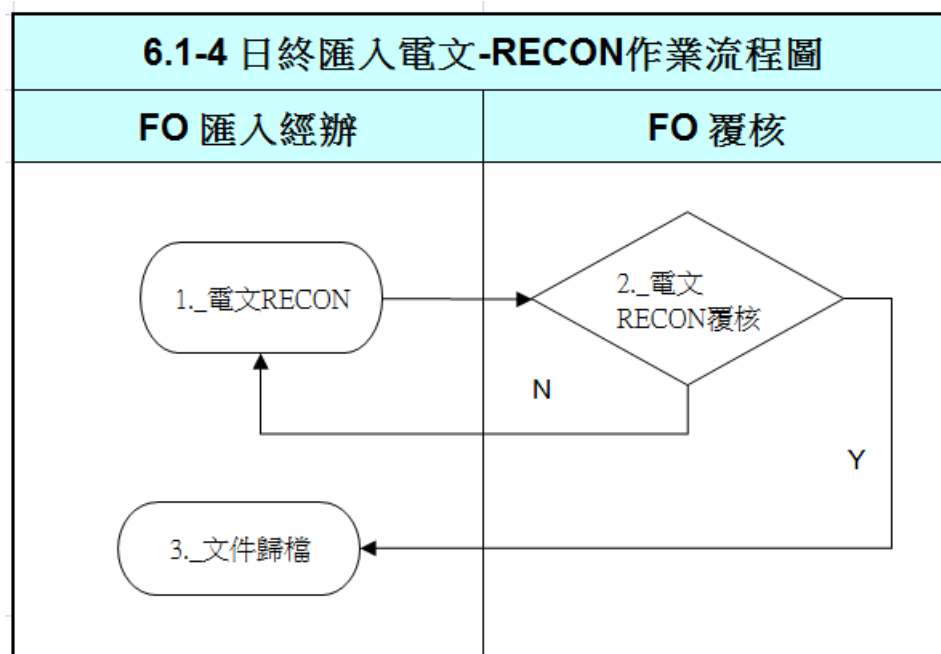 6.1-4 日終匯入電文-RECON作業流程圖
FO 匯入經辦
FO 覆核
1._電文RECON
2._電文
RECON覆核
N
Y
3._文件歸檔